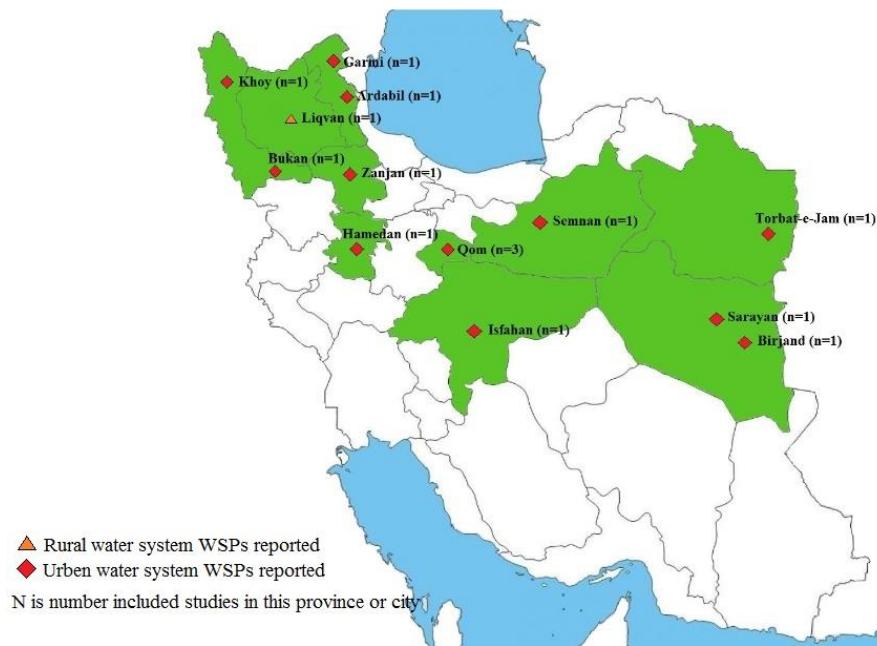 Garmi (n=1)
Khoy (n=1)
Ardabil (n=1)
Liqvan (n=1)
Bukan (n=1)
Zanjan (n=1)
Torbat-e-Jam (n=1)
Semnan (n=1)
Hamedan (n=1)
Qom (n=3)
Sarayan (n=1)
Isfahan (n=1)
Birjand (n=1)
Rural water system WSPs reported
Urben water system WSPs reported
N is number included studies in this province or city